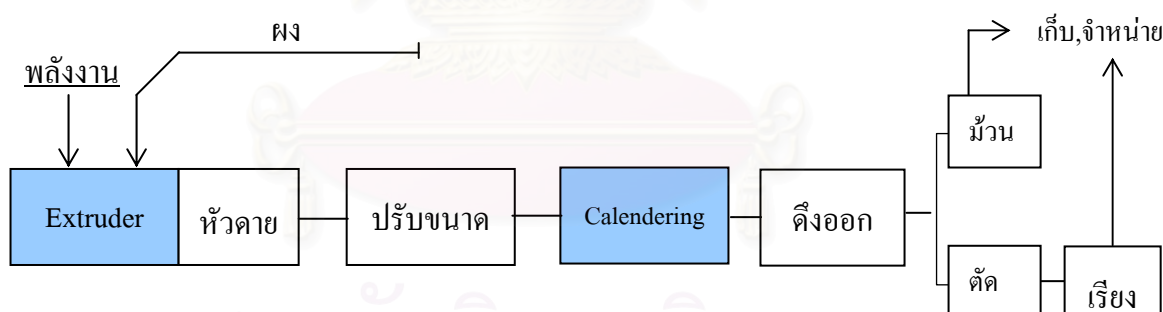 ผง
เก็บ,จำหน่าย
พลังงาน
ม้วน
Extruder
หัวดาย
ปรับขนาด
Calendering
ดึงออก
ตัด
เรียง